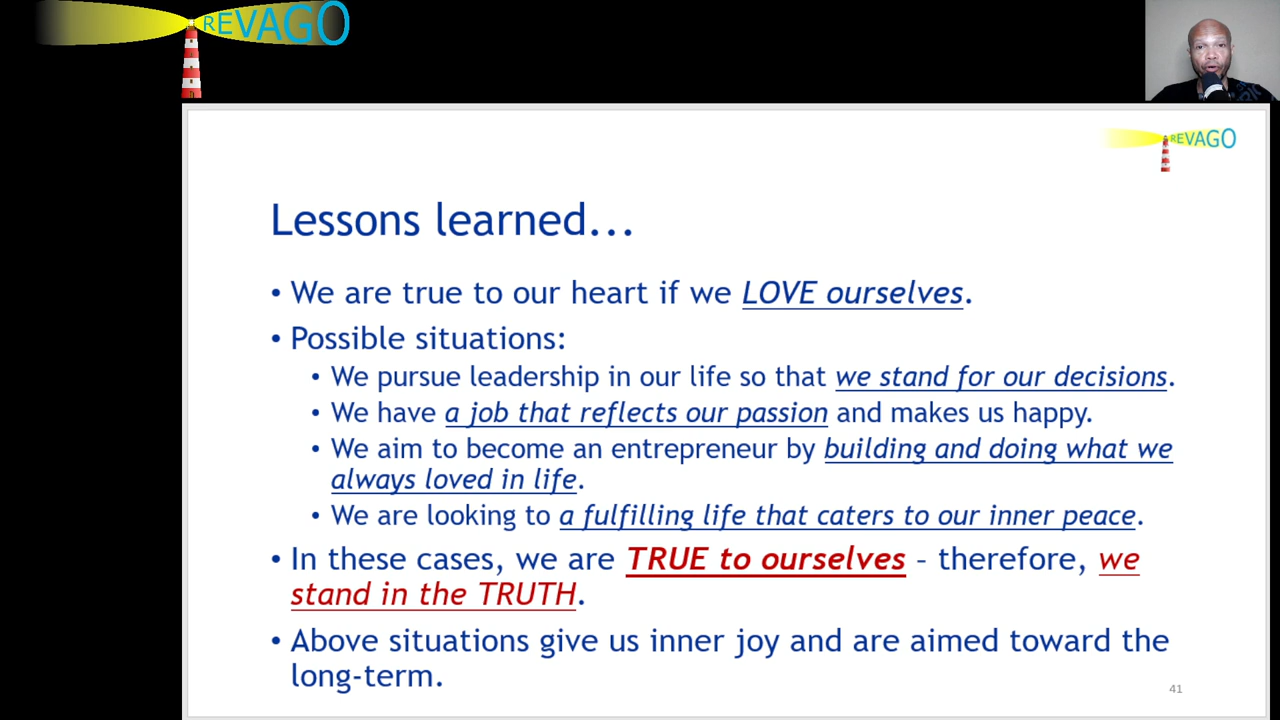 REVAGO
REVAGO
Lessons learned...
• We are true to our heart if we LOVE ourselves.
• Possible situations:
• We pursue leadership in our life so that we stand for our decisions.
• We have a job that reflects our passion and makes us happy.
• We aim to become an entrepreneur by building and doing what we
always loved in life.
• We are looking to a fulfilling life that caters to our inner peace.
• In these cases, we are TRUE to ourselves – therefore, we
stand in the TRUTH.
• Above situations give us inner joy and are aimed toward the
long-term.
41